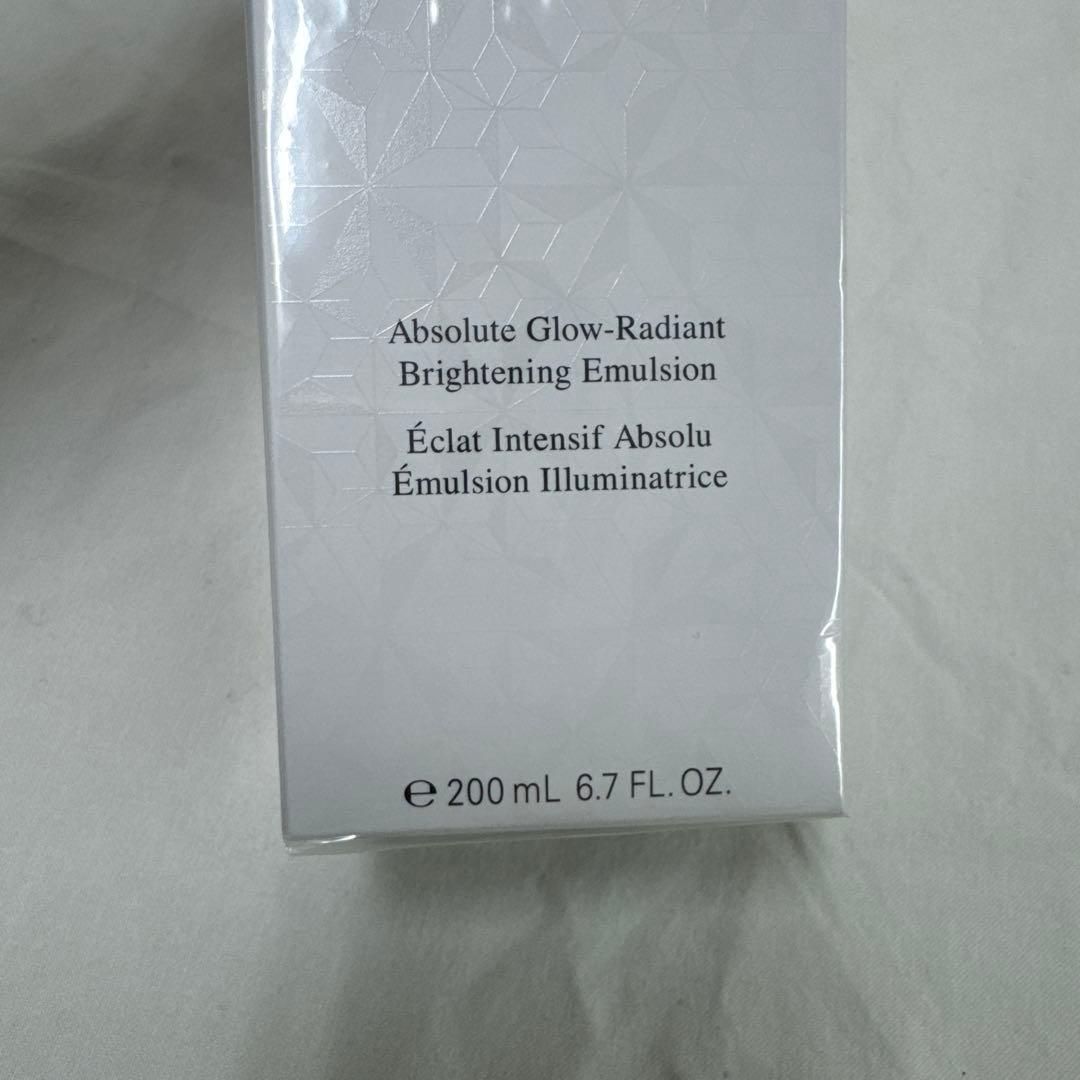 Absolute Glow-Radiant
Brightening Emulsion
Éclat Intensif Absolu
Émulsion Illuminatrice
℮ 200 mL 6.7 FL. OZ.